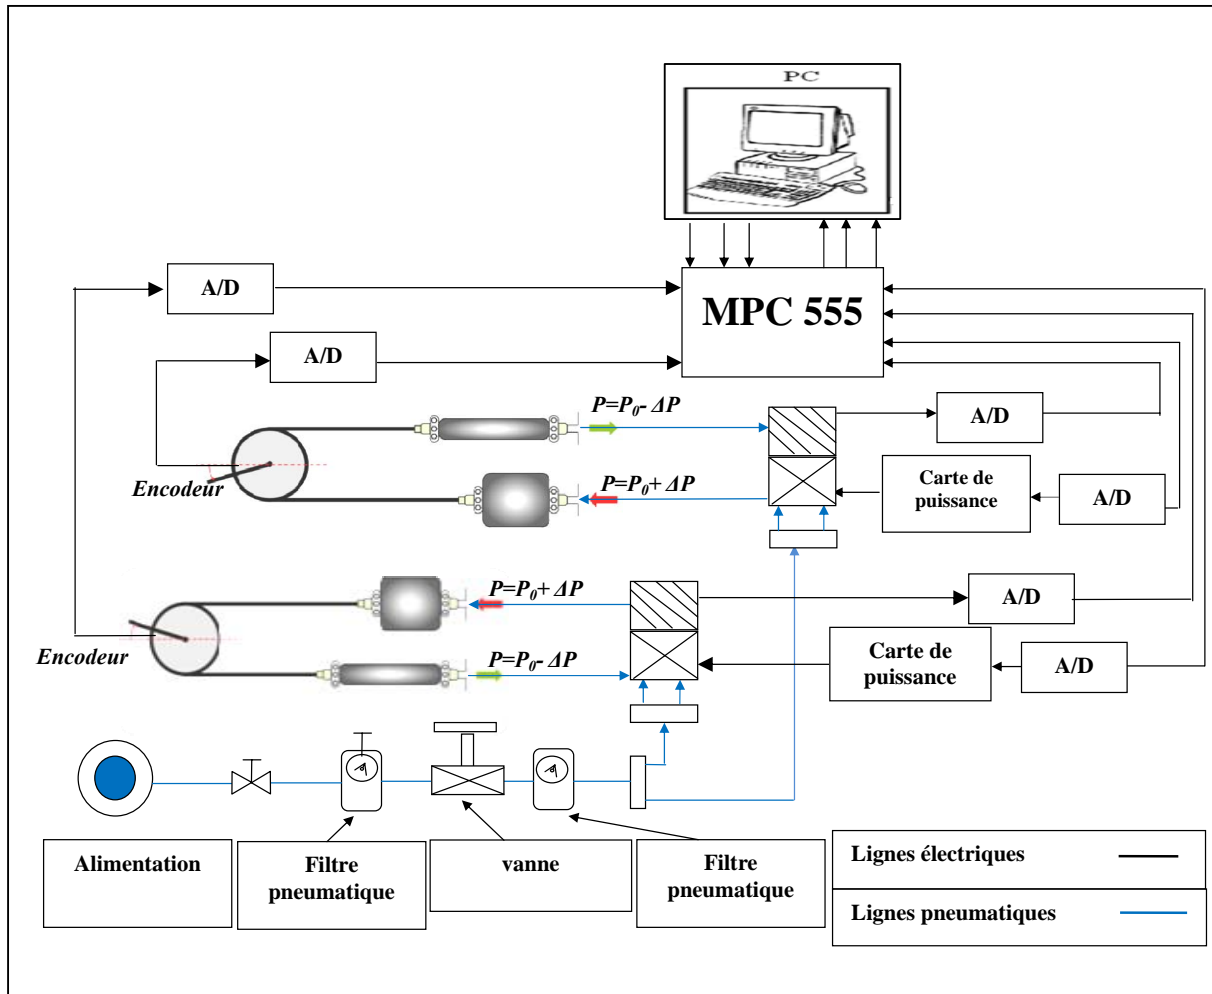 PC
A/D
MPC 555
A/D
P=P0- ΔP
A/D
Encodeur
P=P0+ ΔP
Carte de
puissance
A/D
P=P0+ ΔP
A/D
Encodeur
P=P0- ΔP
Carte de
puissance
A/D
Alimentation
Filtre
pneumatique
vanne
Filtre
pneumatique
Lignes électriques
Lignes pneumatiques